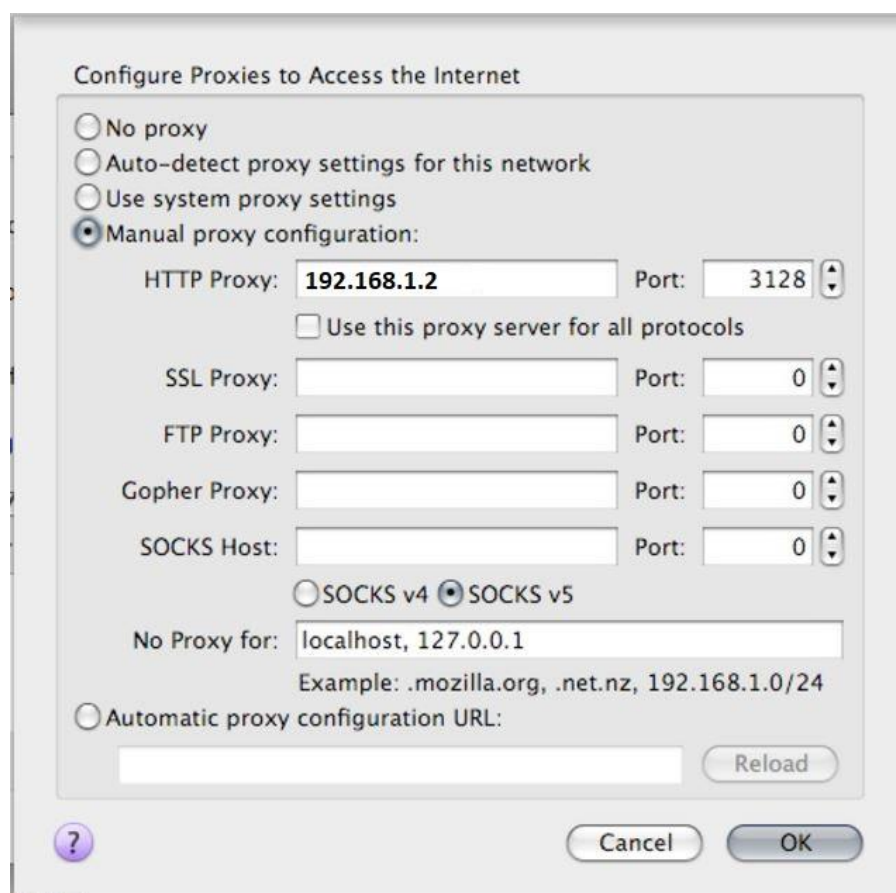 Configure Proxies to Access the Internet
No proxy
Auto-detect proxy settings for this network
Use system proxy settings
Manual proxy configuration:
HTTP Proxy: 192.168.1.2 Port: 3128
Use this proxy server for all protocols
SSL Proxy: Port: 0
FTP Proxy: Port: 0
Gopher Proxy: Port: 0
SOCKS Host: Port: 0
SOCKS v4 SOCKS v5
No Proxy for: localhost, 127.0.0.1
Example: .mozilla.org, .net.nz, 192.168.1.0/24
Automatic proxy configuration URL:
Reload
? Cancel OK